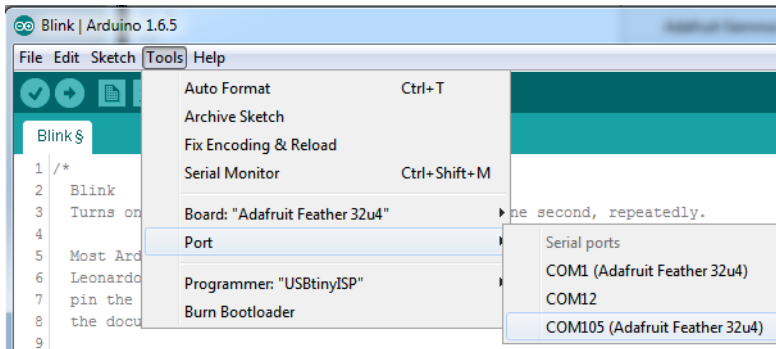 Blink | Arduino 1.6.5
File Edit Sketch Tools Help
Auto Format Ctrl+T
Archive Sketch
Fix Encoding & Reload
Serial Monitor Ctrl+Shift+M
Board: "Adafruit Feather 32u4"
Port
Programmer: "USBtinyISP"
Burn Bootloader
Serial ports
COM1 (Adafruit Feather 32u4)
COM12
COM105 (Adafruit Feather 32u4)
Blink §
1 /*
2 Blink
3 Turns on ne second, repeatedly.
4
5 Most Ard
6 Leonardo
7 pin the
8 the docu
9